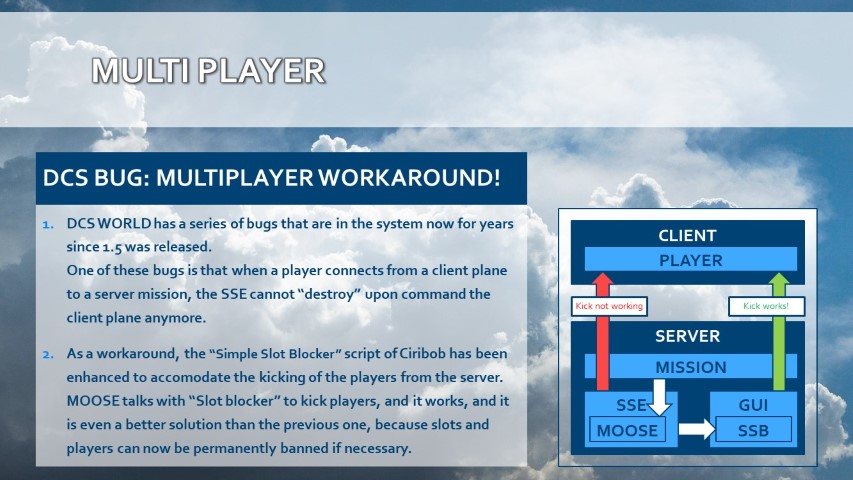 MULTI PLAYER
DCS BUG: MULTIPLAYER WORKAROUND!
1. DCS WORLD has a series of bugs that are in the system now for years
since 1.5 was released.
One of these bugs is that when a player connects from a client plane
to a server mission, the SSE cannot “destroy” upon command the
client plane anymore.
2. As a workaround, the “Simple Slot Blocker” script of Ciribob has been
enhanced to accomodate the kicking of the players from the server.
MOOSE talks with “Slot blocker” to kick players, and it works, and it
is even a better solution than the previous one, because slots and
players can now be permanently banned if necessary.
CLIENT
PLAYER
Kick not working
Kick works!
SERVER
MISSION
SSE
GUI
MOOSE
SSB